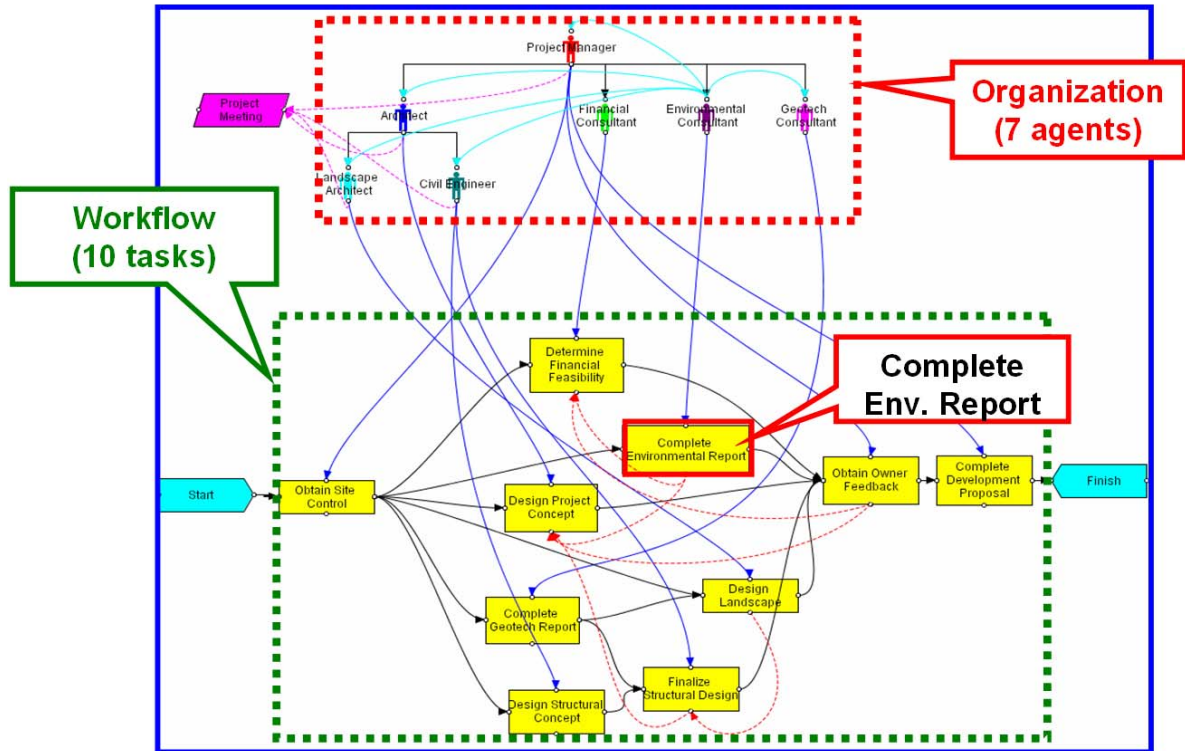 Project Manager
Organization
(7 agents)
Project
Meeting
Architect
Financial
Consultant
Environmental
Consultant
Geotech
Consultant
Landscape
Architect
Civil Engineer
Workflow
(10 tasks)
Determine
Financial
Feasibility
Complete
Env. Report
Complete
Environmental Report
Start
Obtain Site
Control
Design Project
Concept
Obtain Owner
Feedback
Complete
Development
Proposal
Finish
Design
Landscape
Complete
Geotech Report
Finalize
Structural Design
Design Structural
Concept